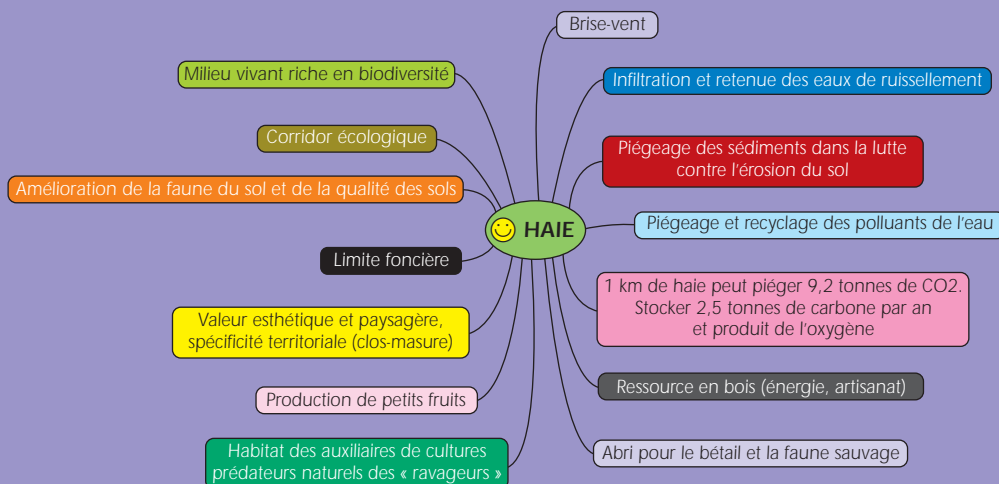 Brise-vent
Milieu vivant riche en biodiversité
Infiltration et retenue des eaux de ruissellement
Corridor écologique
Piégeage des sédiments dans la lutte
contre l'érosion du sol
Amélioration de la faune du sol et de la qualité des sols
HAIE
Piégeage et recyclage des polluants de l'eau
Limite foncière
1 km de haie peut piéger 9,2 tonnes de CO2.
Stocker 2,5 tonnes de carbone par an
et produit de l'oxygène
Valeur esthétique et paysagère,
spécificité territoriale (clos-masure)
Ressource en bois (énergie, artisanat)
Production de petits fruits
Habitat des auxiliaires de cultures
prédateurs naturels des « ravageurs »
Abri pour le bétail et la faune sauvage